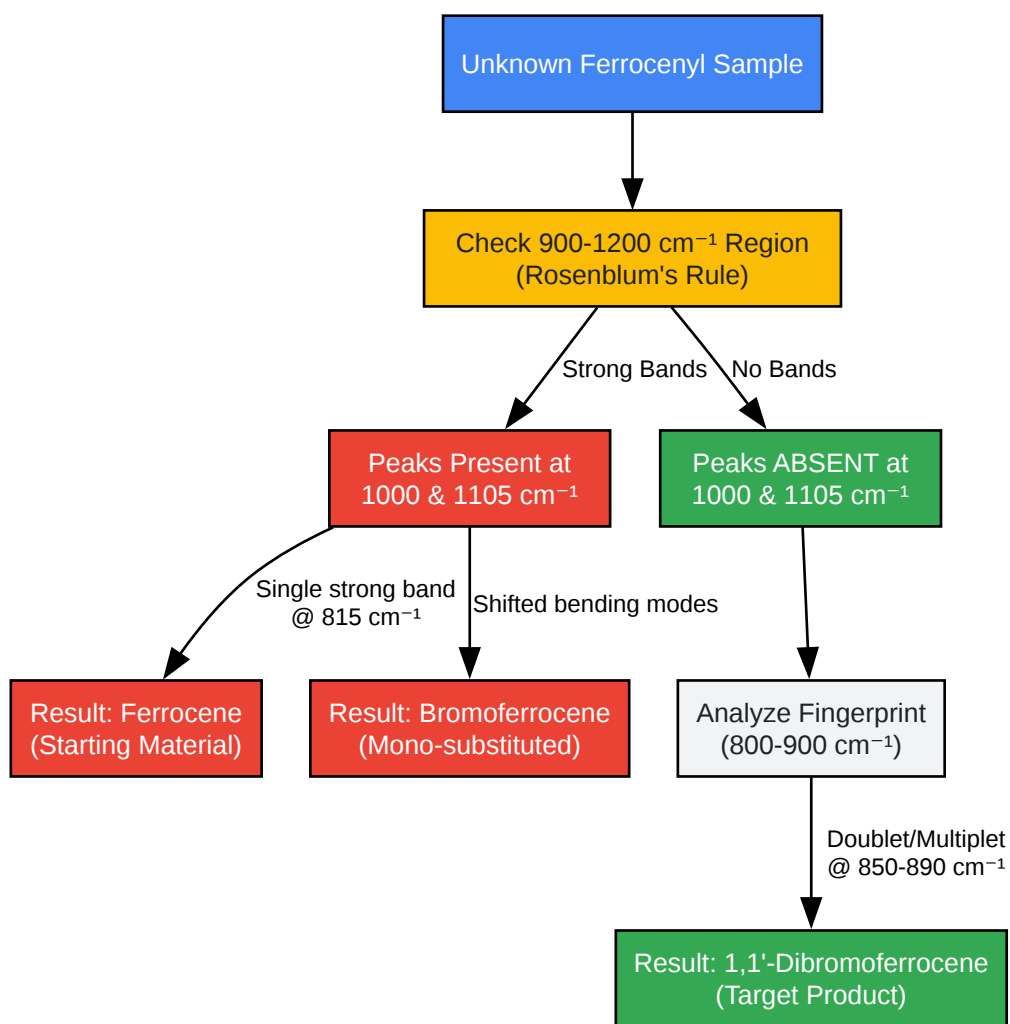 Unknown Ferrocenyl Sample
Check 900-1200 cm⁻¹ Region
(Rosenblum's Rule)
Strong Bands
No Bands
Peaks Present at
1000 & 1105 cm⁻¹
Peaks ABSENT at
1000 & 1105 cm⁻¹
Single strong band
@ 815 cm⁻¹
Shifted bending modes
Result: Ferrocene
(Starting Material)
Result: Bromoferrocene
(Mono-substituted)
Analyze Fingerprint
(800-900 cm⁻¹)
Doublet/Multiplet
@ 850-890 cm⁻¹
Result: 1,1'-Dibromoferrocene
(Target Product)